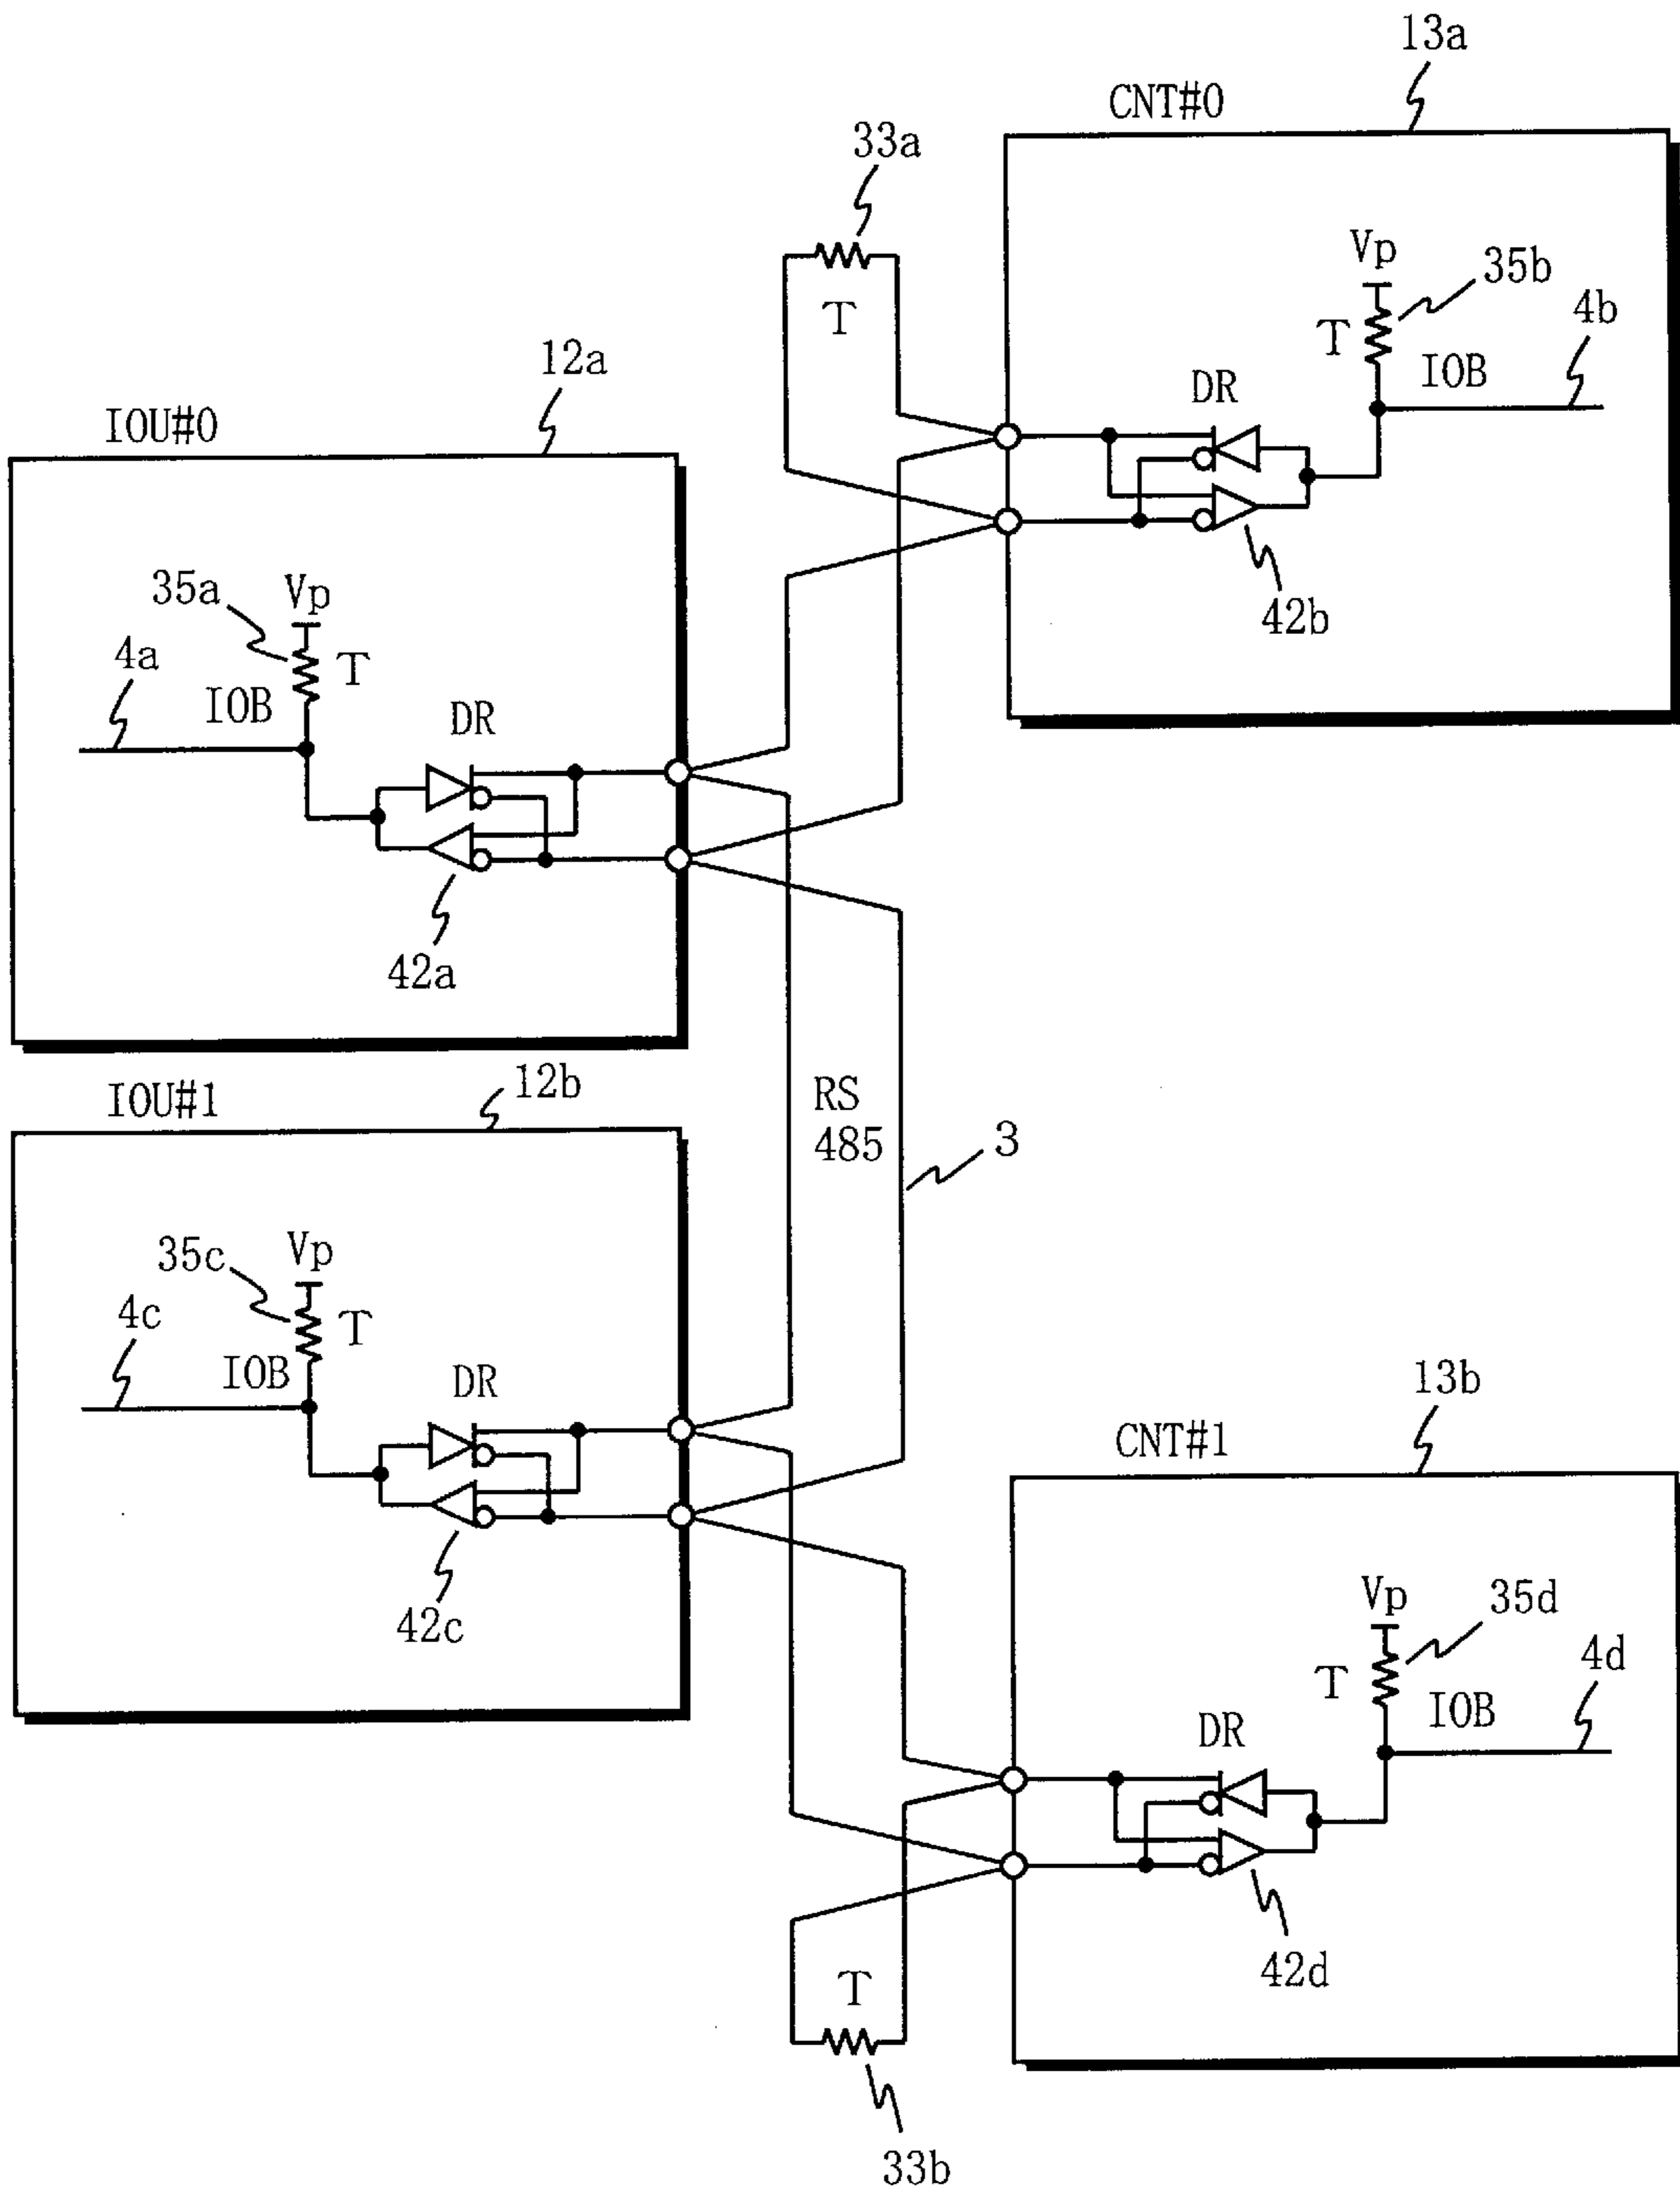 13a
CNT#0
33a
Vp
35b
T
T
4b
IOB
DR
12a
IOU#0
42b
35a
Vp
4a
T
IOB
DR
42a
12b
IOU#1
RS
485
3
35c
Vp
4c
T
IOB
DR
13b
CNT#1
42c
Vp
35d
T
4d
IOB
DR
42d
T
33b